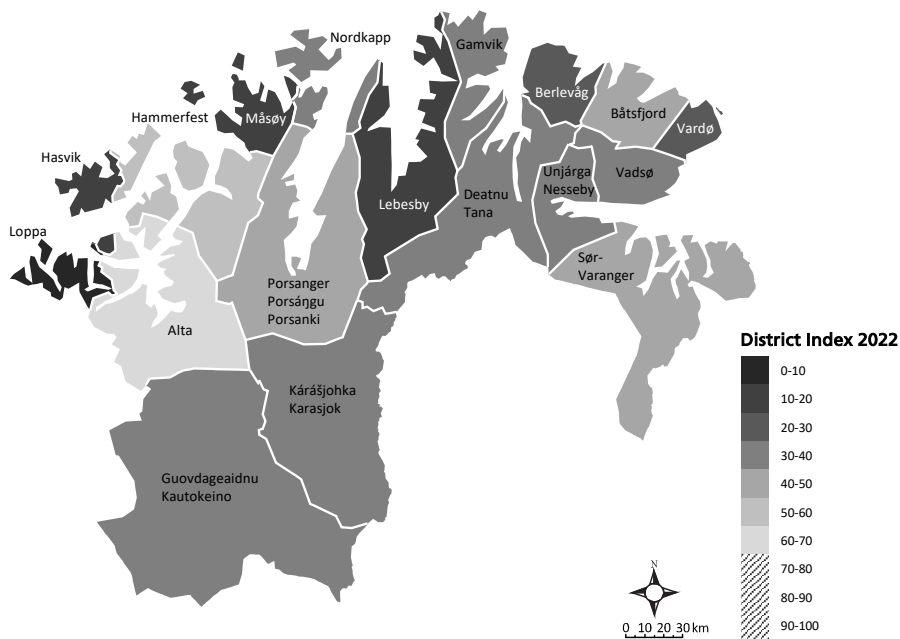 Nordkapp
Gamvik
Berlevåg
Båtsfjord
Vardø
Måsøy
Hammerfest
Hasvik
Unjárga
Nesseby
Vadsø
Lebesby
Deatnu
Tana
Loppa
Sør-
Varanger
Porsanger
Porsáŋgu
Porsanki
Alta
Kárášjohka
Karasjok
Guovdageaidnu
Kautokeino
District Index 2022
0-10
10-20
20-30
30-40
40-50
50-60
60-70
70-80
80-90
90-100
N
0 10 20 30 km